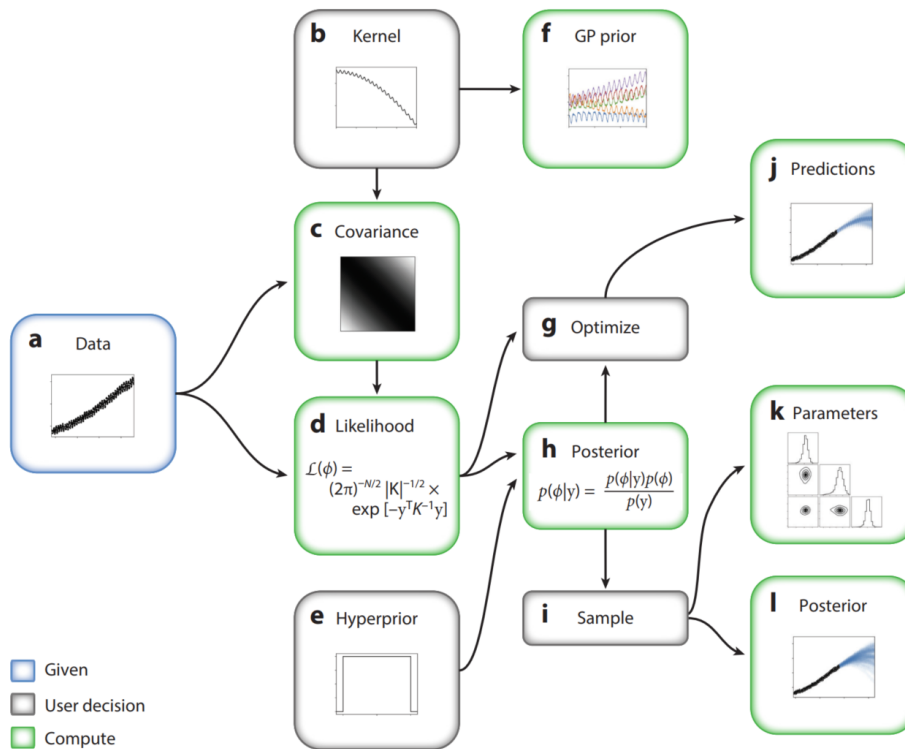 b Kernel
f GP prior
j Predictions
c Covariance
a Data
g Optimize
d Likelihood
ℒ(ϕ) =
(2π)^−N/2 |K|^−1/2 ×
exp [−y^T K^−1 y]
h Posterior
p(ϕ|y) = p(ϕ|y)p(ϕ) / p(y)
k Parameters
e Hyperprior
i Sample
l Posterior
Given
User decision
Compute